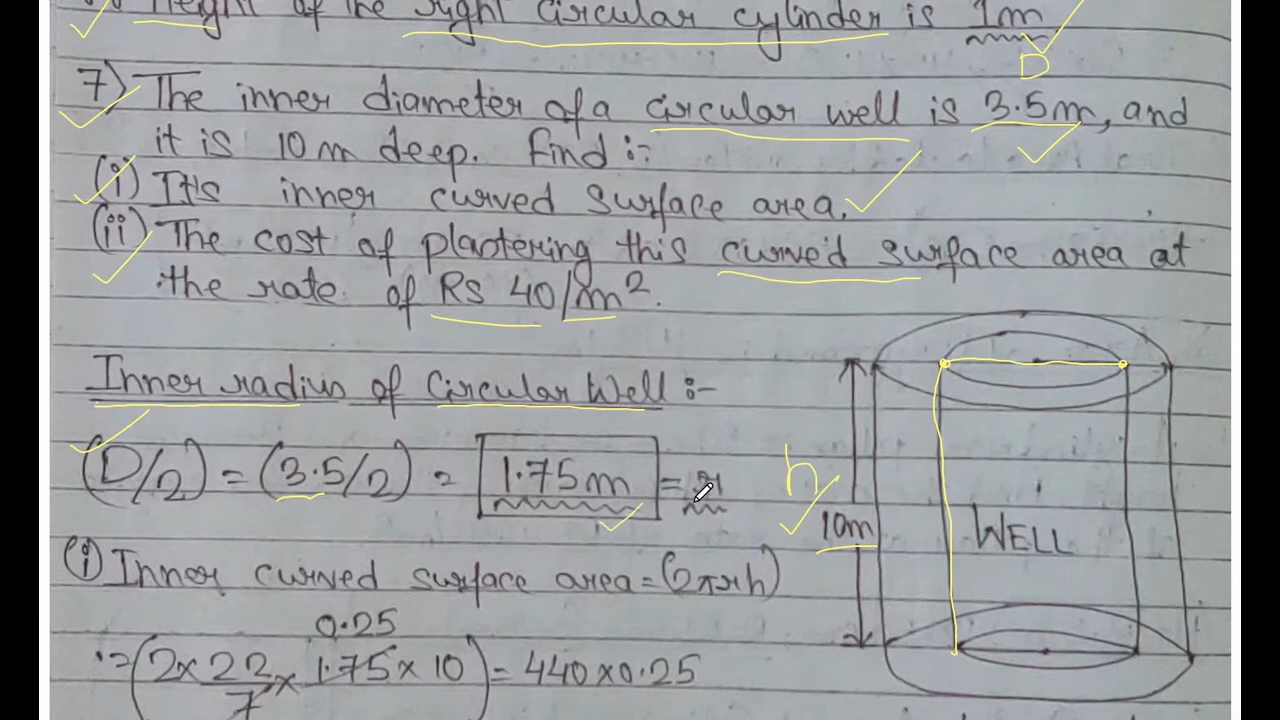 Height of the right circular cylinder is 1m
D
7) The inner diameter of a circular well is 3.5m, and
it is 10m deep. Find :-
(i) It's inner curved surface area.
(ii) The cost of plastering this curved surface area at
the rate of RS 40/m².
Inner radius of Circular Well :-
(D/2) = (3.5/2) = 1.75m = r
h
10m
WELL
(i) Inner curved surface area = (2πrh)
0.25
∴ = (2 × 22/7 × 1.75 × 10) = 440 × 0.25